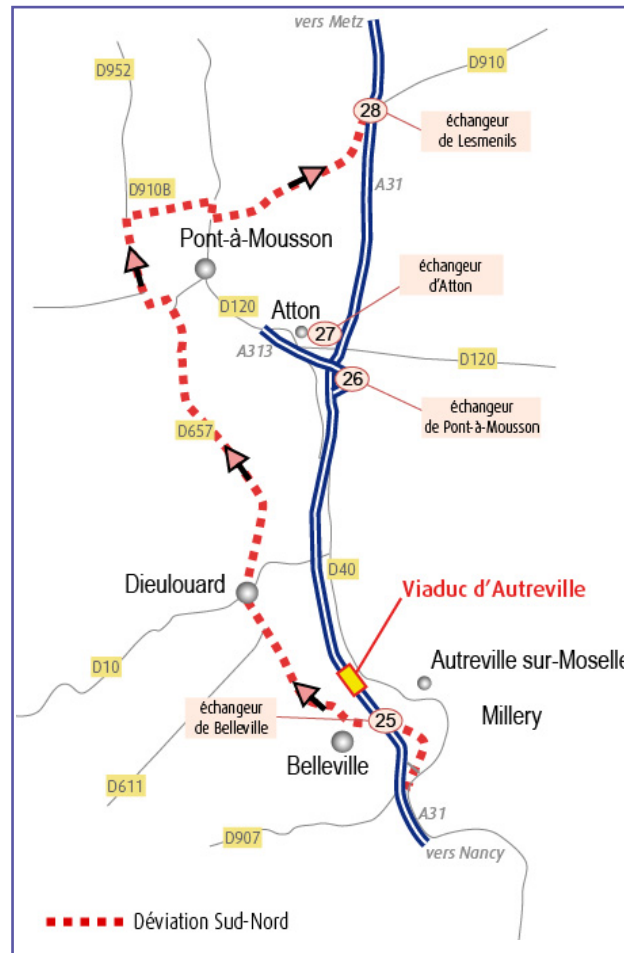 vers Metz
D952
D910
28
échangeur
de Lesmenils
A31
D910B
Pont-à-Mousson
échangeur
d'Atton
D120
Atton
27
A313
D120
26
échangeur
de Pont-à-Mousson
D657
D40
Dieulouard
Viaduc d'Autreville
D10
Autreville sur-Moselle
échangeur
de Belleville
25
Millery
Belleville
D611
A31
D907
vers Nancy
Déviation Sud-Nord